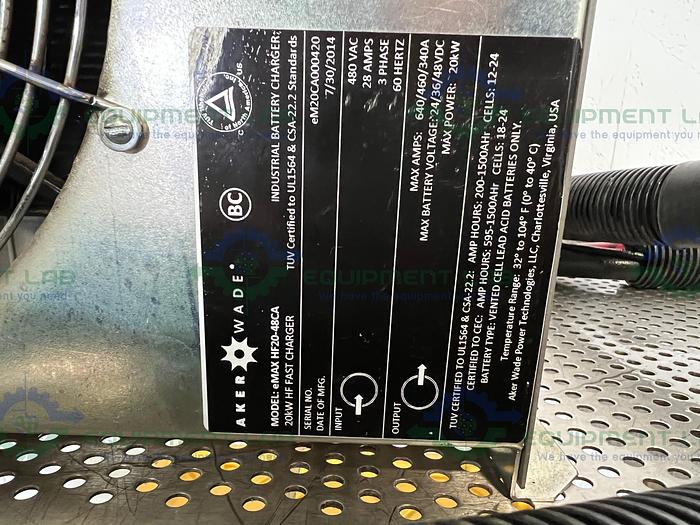 AKER WADE
BC
MODEL: eMAX HF20-48CA
INDUSTRIAL BATTERY CHARGER
20kW HF FAST CHARGER
TUV Certified to UL1564 & CSA-22.2 Standards
SERIAL NO. eM20CA000420
DATE OF MFG. 7/30/2014
INPUT
480 VAC
28 AMPS
3 PHASE
60 HERTZ
OUTPUT
MAX AMPS: 640/460/340A
MAX BATTERY VOLTAGE: 24/36/48VDC
MAX POWER: 20KW
TUV CERTIFIED TO UL1564 & CSA-22.2: AMP HOURS: 200-1500AHr CELLS: 12-24
CERTIFIED TO CEC: AMP HOURS: 595-1500AHr CELLS: 18-24
BATTERY TYPE: VENTED CELL LEAD ACID BATTERIES ONLY.
Temperature Range: 32° to 104° F (0° to 40° C)
Aker Wade Power Technologies, LLC, Charlottesville, Virginia, USA
EQUIPMENT LAB
We have the equipment you need